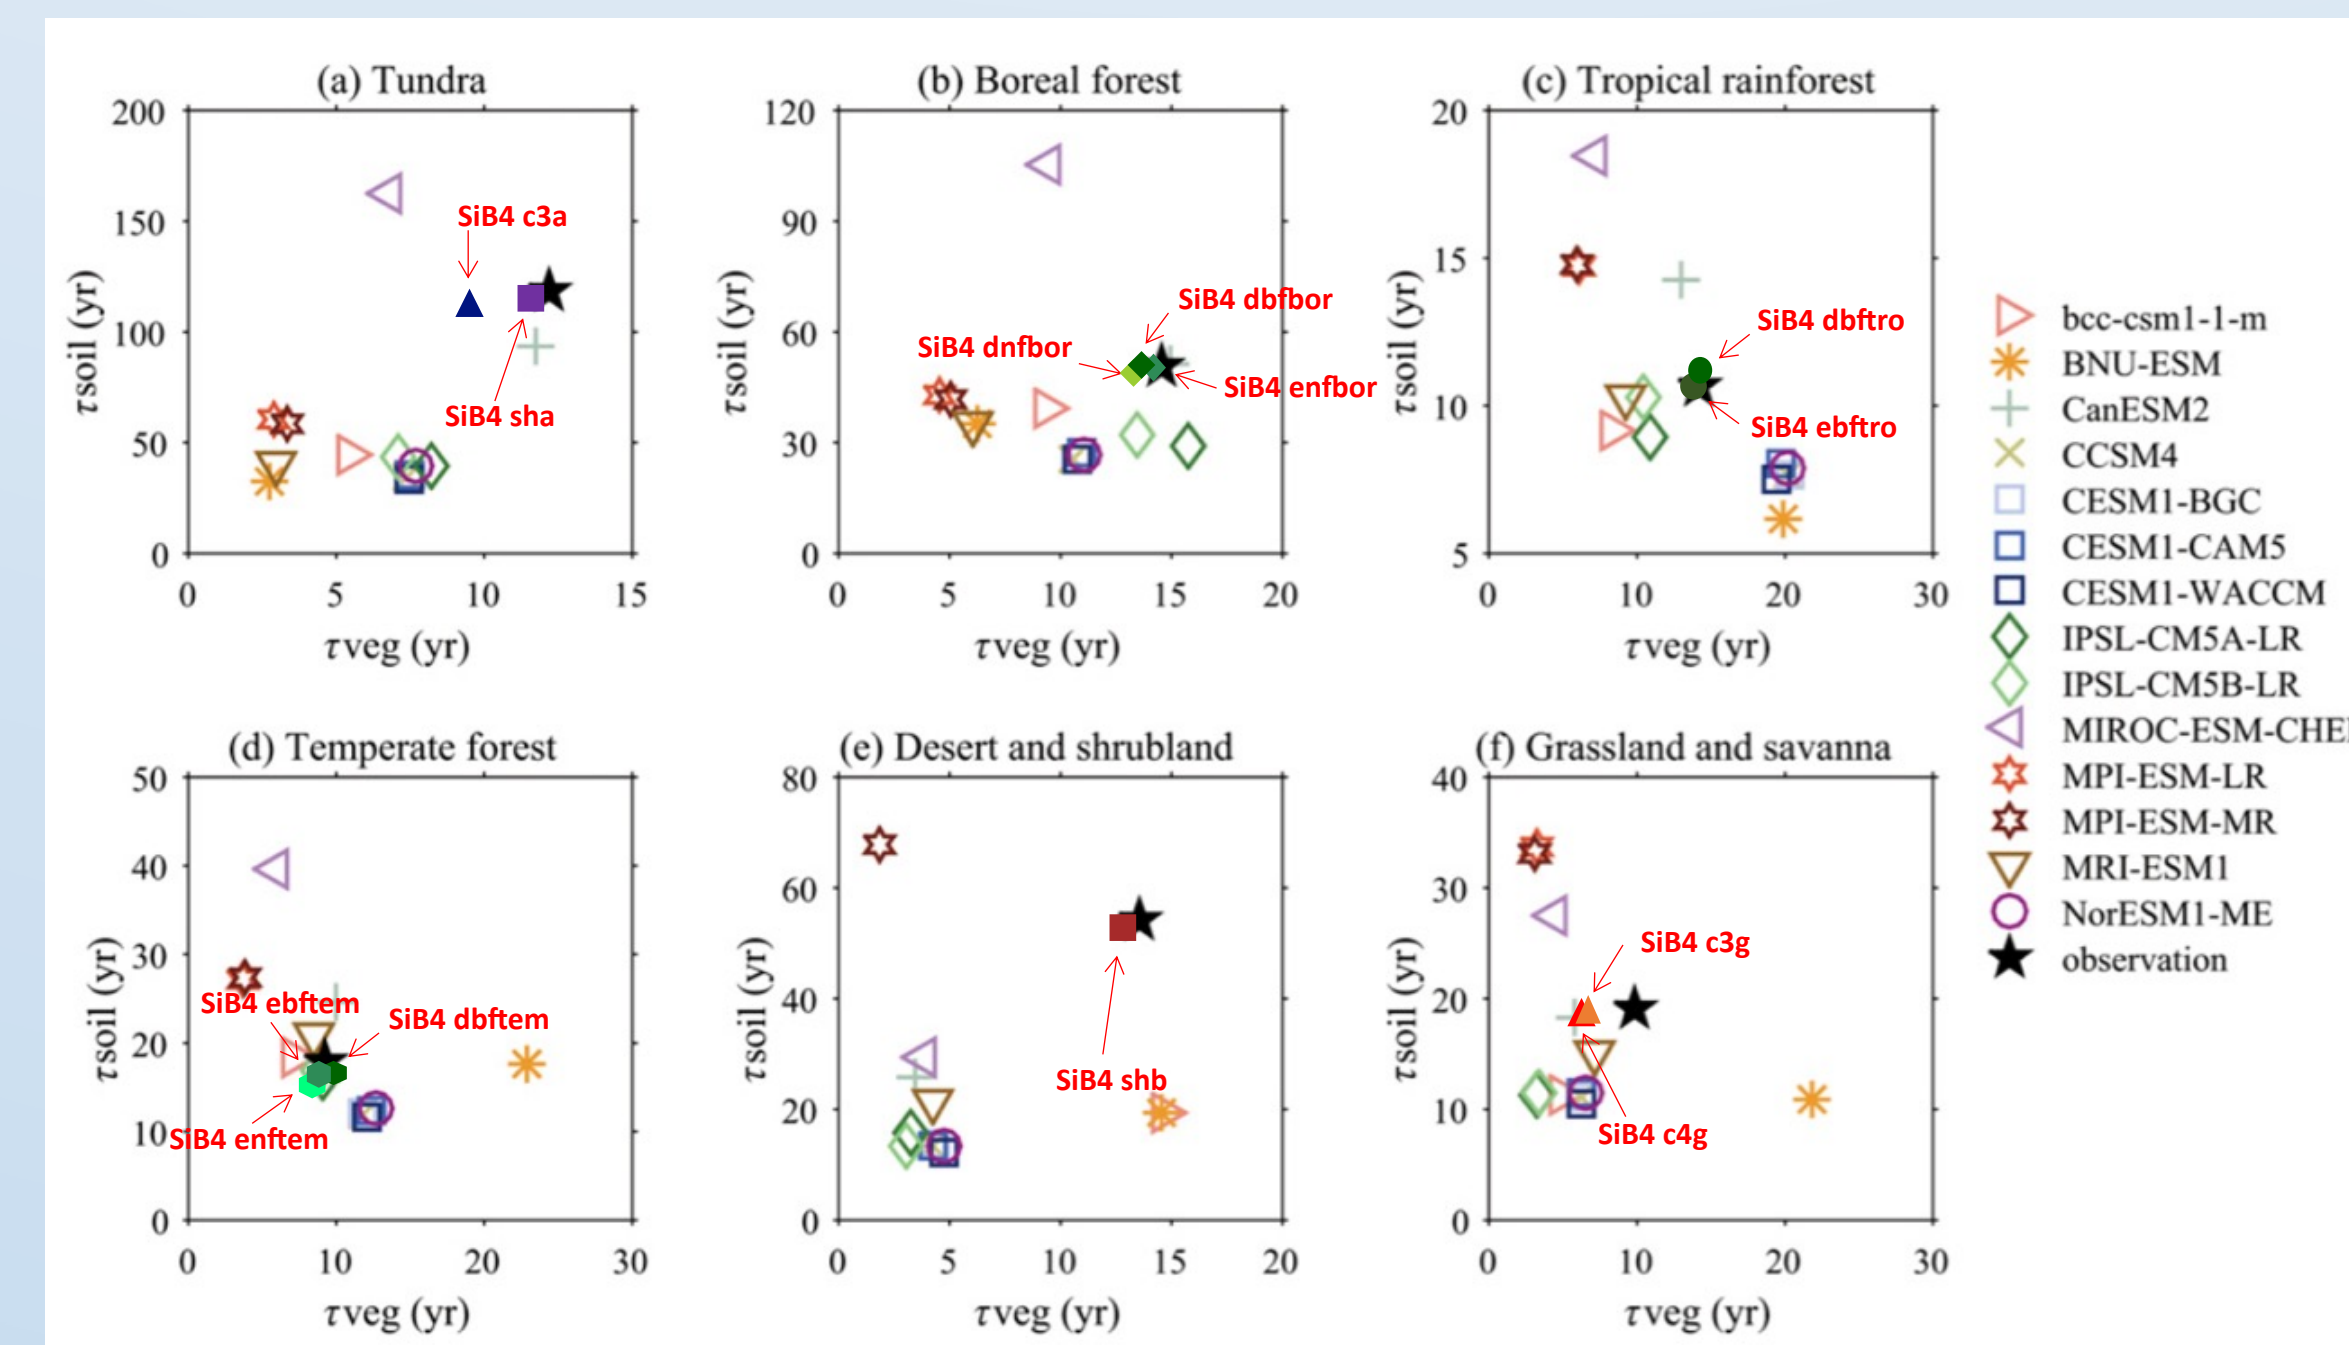 (a) Tundra
200
150
100
50
0
0 5 10 15
τsoil (yr)
τveg (yr)
SiB4 c3a
SiB4 sha
(b) Boreal forest
120
90
60
30
0
0 5 10 15 20
τsoil (yr)
τveg (yr)
SiB4 dbfbor
SiB4 dnfbor
SiB4 enfbor
(c) Tropical rainforest
20
15
10
5
0 10 20 30
τsoil (yr)
τveg (yr)
SiB4 dbftro
SiB4 ebftro
(d) Temperate forest
50
40
30
20
10
0
0 10 20 30
τsoil (yr)
τveg (yr)
SiB4 ebftem
SiB4 dbftem
SiB4 enftem
(e) Desert and shrubland
80
60
40
20
0
0 5 10 15 20
τsoil (yr)
τveg (yr)
SiB4 shb
(f) Grassland and savanna
40
30
20
10
0
0 10 20 30
τsoil (yr)
τveg (yr)
SiB4 c3g
SiB4 c4g
bcc-csm1-1-m
BNU-ESM
CanESM2
CCSM4
CESM1-BGC
CESM1-CAM5
CESM1-WACCM
IPSL-CM5A-LR
IPSL-CM5B-LR
MIROC-ESM-CHE
MPI-ESM-LR
MPI-ESM-MR
MRI-ESM1
NorESM1-ME
observation